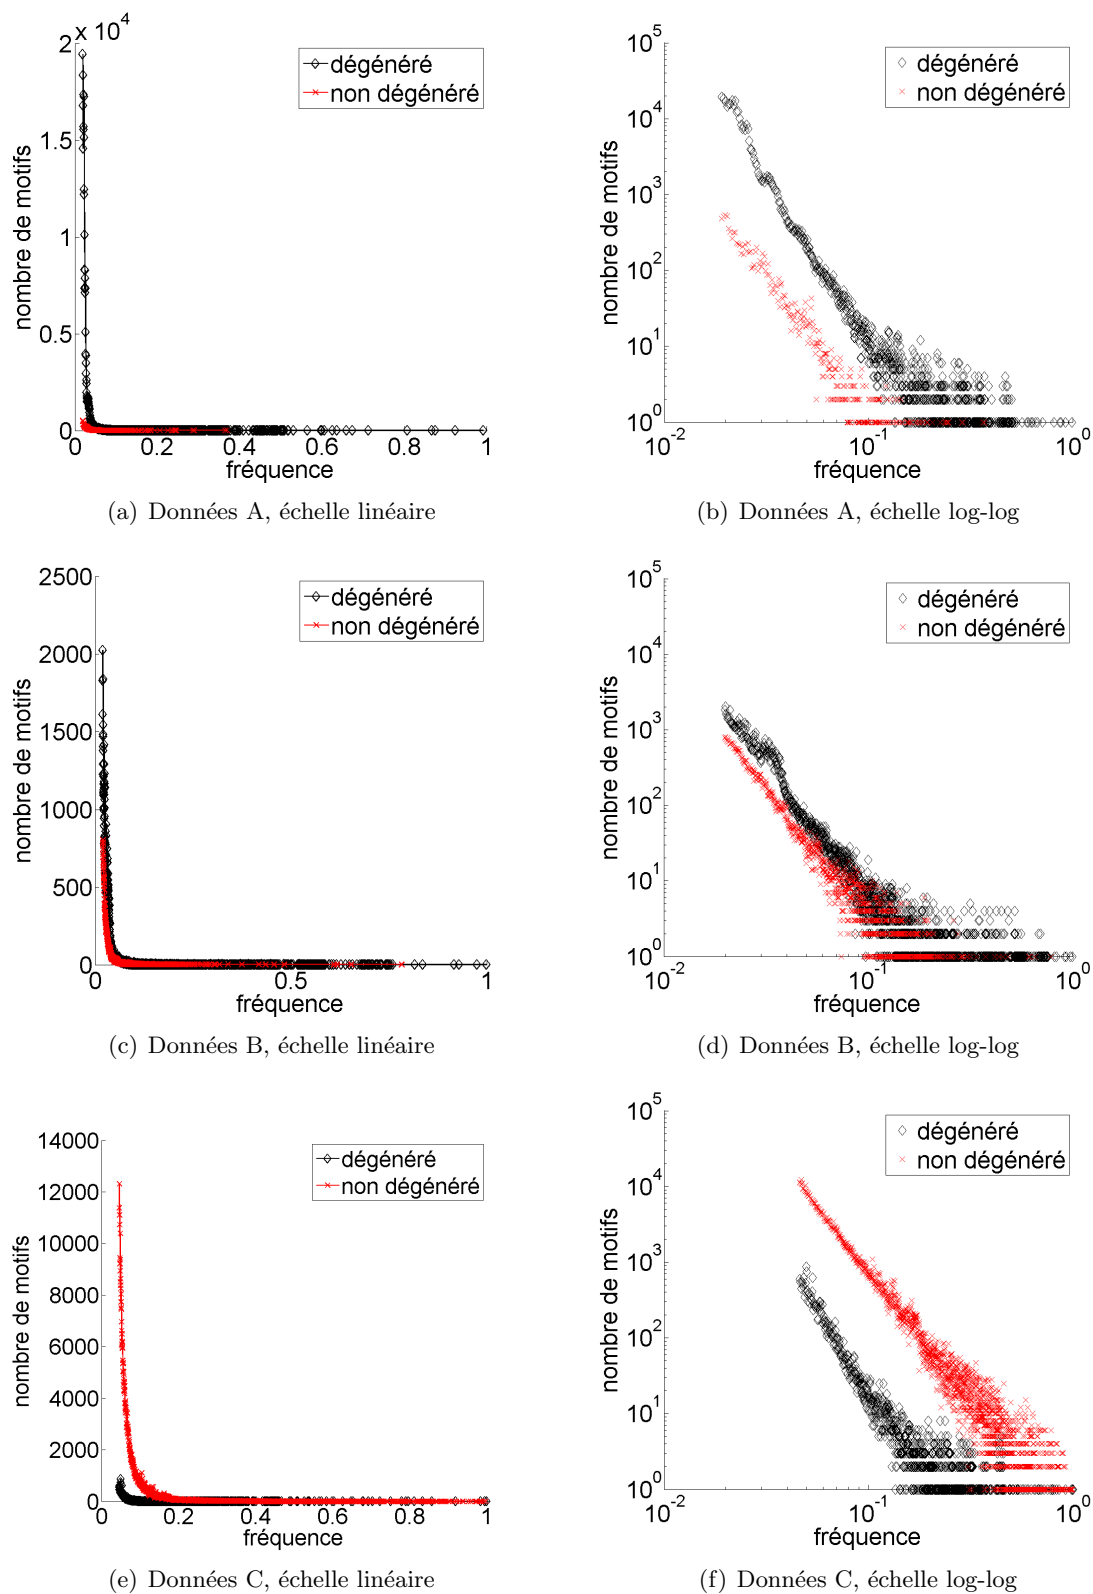 2 x 10^4
1.5
1
0.5
0
0
0.2
0.4
0.6
0.8
1
nombre de motifs
fréquence
dégénéré
non dégénéré
(a) Données A, échelle linéaire
10^5
10^4
10^3
10^2
10^1
10^0
10^-2
10^-1
10^0
nombre de motifs
fréquence
dégénéré
non dégénéré
(b) Données A, échelle log-log
2500
2000
1500
1000
500
0
0
0.5
1
nombre de motifs
fréquence
dégénéré
non dégénéré
(c) Données B, échelle linéaire
10^5
10^4
10^3
10^2
10^1
10^0
10^-2
10^-1
10^0
nombre de motifs
fréquence
dégénéré
non dégénéré
(d) Données B, échelle log-log
14000
12000
10000
8000
6000
4000
2000
0
0
0.2
0.4
0.6
0.8
1
nombre de motifs
fréquence
dégénéré
non dégénéré
(e) Données C, échelle linéaire
10^5
10^4
10^3
10^2
10^1
10^0
10^-2
10^-1
10^0
nombre de motifs
fréquence
dégénéré
non dégénéré
(f) Données C, échelle log-log